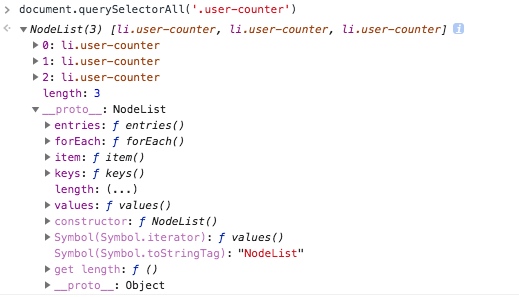 document.querySelectorAll('.user-counter')
NodeList(3) [li.user-counter, li.user-counter, li.user-counter] i
0: li.user-counter
1: li.user-counter
2: li.user-counter
length: 3
__proto__: NodeList
entries: ƒ entries()
forEach: ƒ forEach()
item: ƒ item()
keys: ƒ keys()
length: (...)
values: ƒ values()
constructor: ƒ NodeList()
Symbol(Symbol.iterator): ƒ values()
Symbol(Symbol.toStringTag): "NodeList"
get length: ƒ ()
__proto__: Object